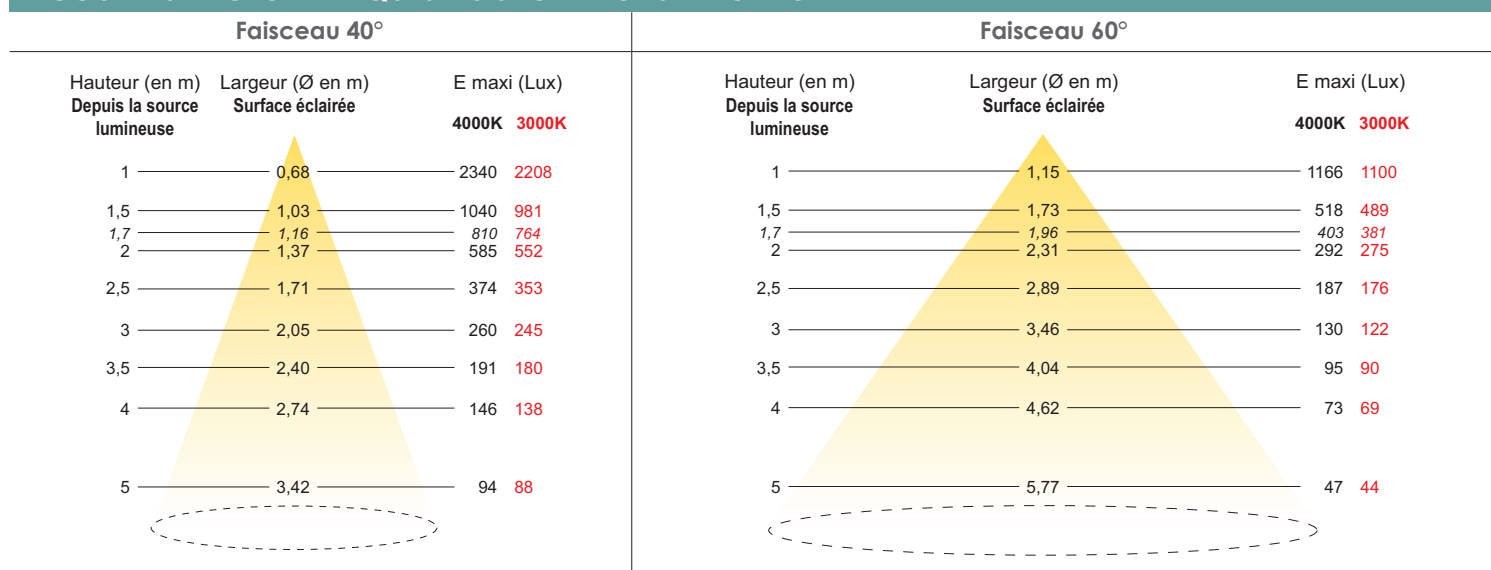 Faisceau 40°
Hauteur (en m) Largeur (Ø en m) E maxi (Lux)
Depuis la source lumineuse Surface éclairée
4000K 3000K
1 0,68 2340 2208
1,5 1,03 1040 981
1,7 1,16 810 764
2 1,37 585 552
2,5 1,71 374 353
3 2,05 260 245
3,5 2,40 191 180
4 2,74 146 138
5 3,42 94 88
Faisceau 60°
Hauteur (en m) Largeur (Ø en m) E maxi (Lux)
Depuis la source lumineuse Surface éclairée
4000K 3000K
1 1,15 1166 1100
1,5 1,73 518 489
1,7 1,96 403 381
2 2,31 292 275
2,5 2,89 187 176
3 3,46 130 122
3,5 4,04 95 90
4 4,62 73 69
5 5,77 47 44